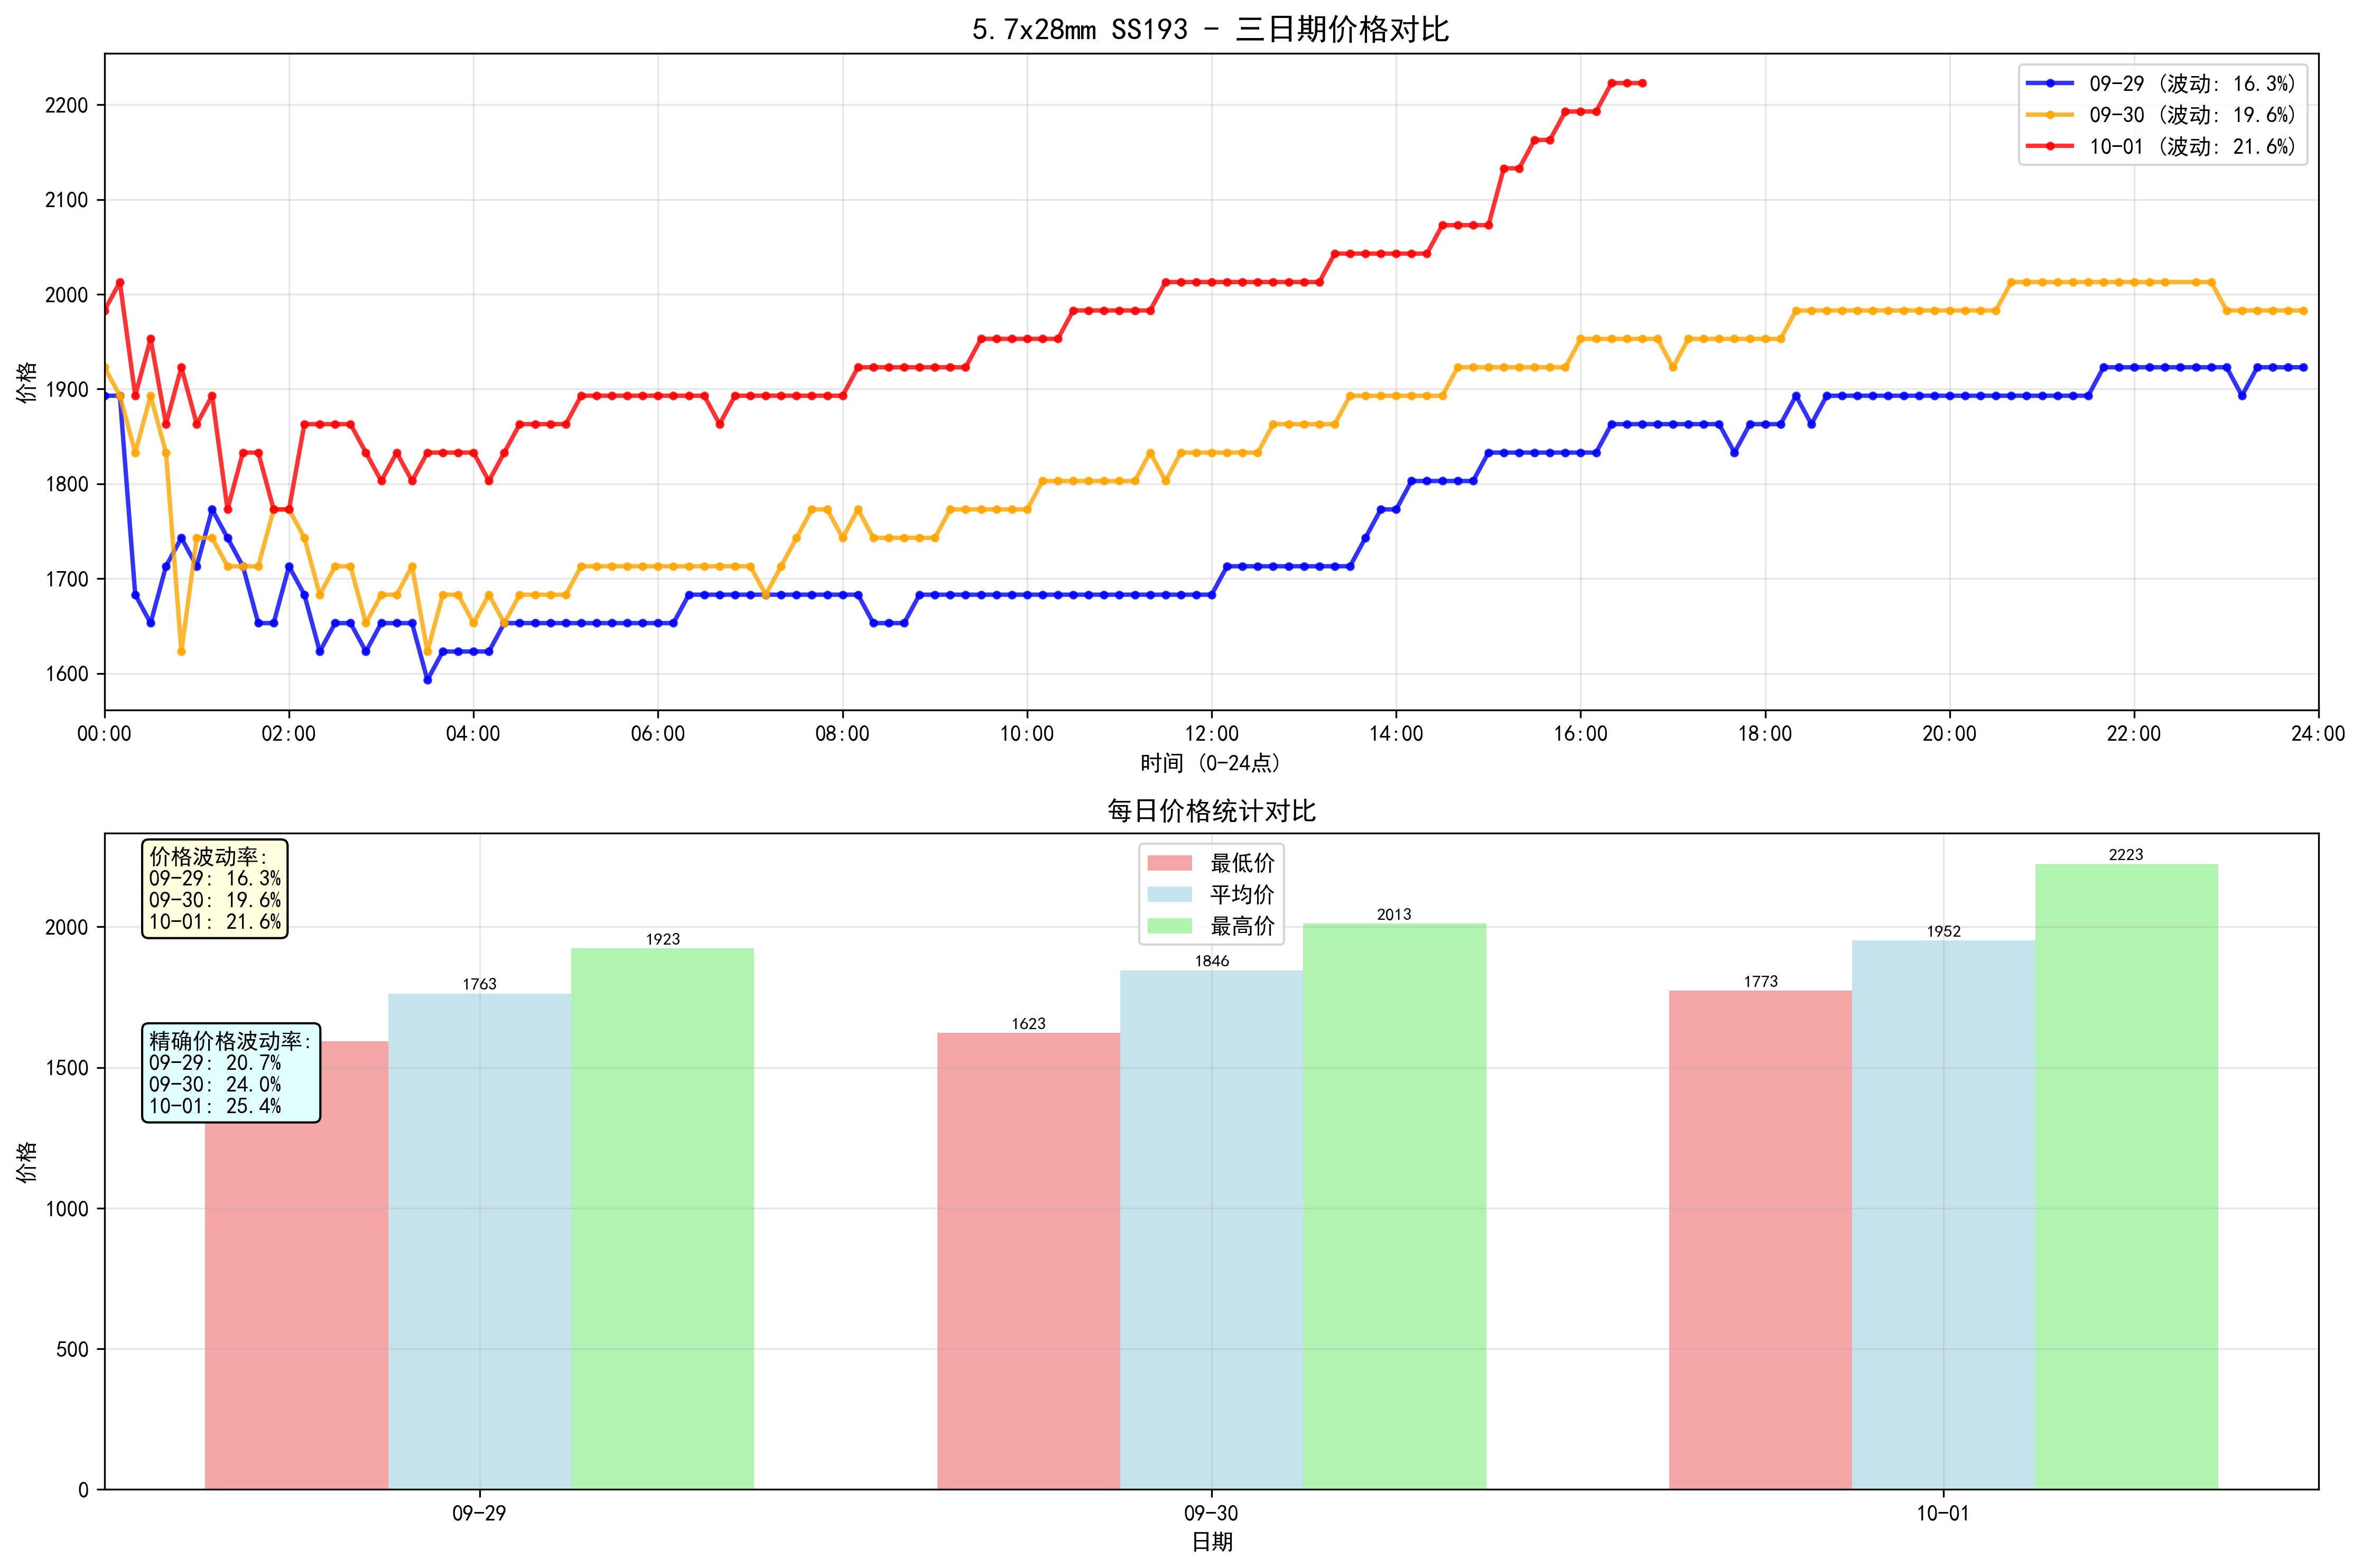 5.7x28mm SS193 - 三日期价格对比
09-29 (波动: 16.3%)
09-30 (波动: 19.6%)
10-01 (波动: 21.6%)
价格
2200
2100
2000
1900
1800
1700
1600
00:00 02:00 04:00 06:00 08:00 10:00 12:00 14:00 16:00 18:00 20:00 22:00 24:00
时间 (0-24点)
每日价格统计对比
价格波动率:
09-29: 16.3%
09-30: 19.6%
10-01: 21.6%
精确价格波动率:
09-29: 20.7%
09-30: 24.0%
10-01: 25.4%
最低价
平均价
最高价
1763
1923
1623
1846
2013
1773
1952
2223
价格
2000
1500
1000
500
0
09-29 09-30 10-01
日期